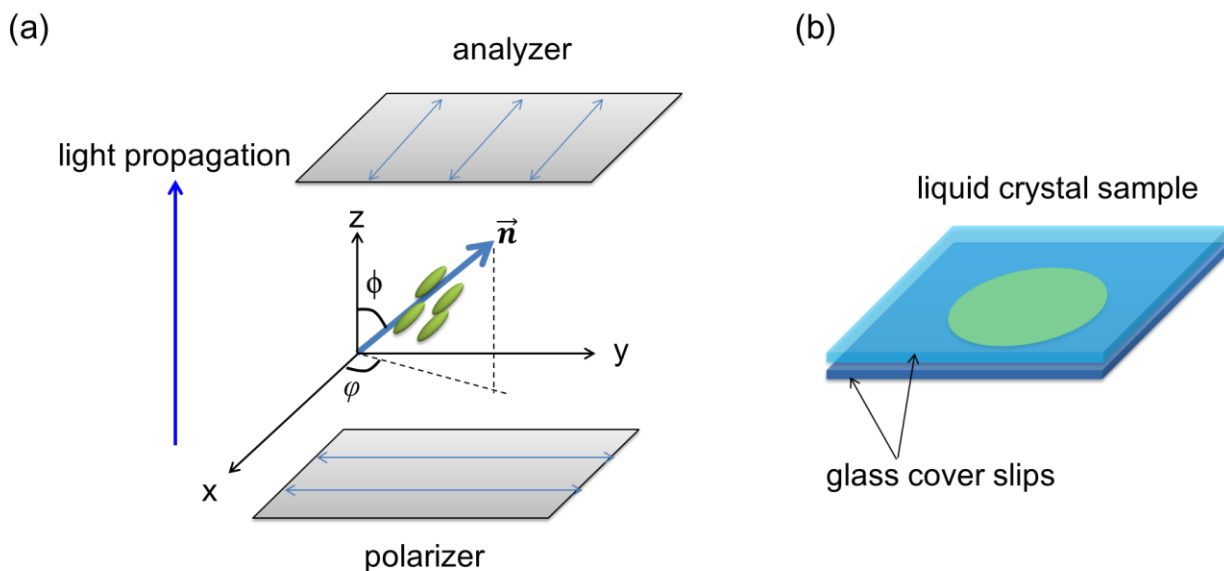 (a)
analyzer
light propagation
z
n⃗
ϕ
y
φ
x
polarizer
(b)
liquid crystal sample
glass cover slips